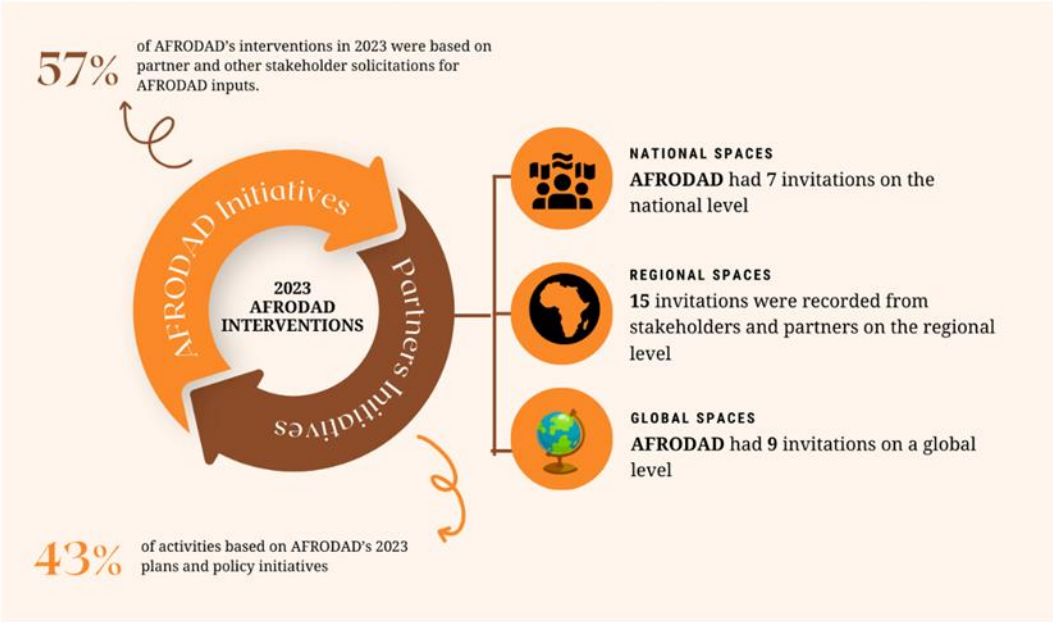 57%
of AFRODAD's interventions in 2023 were based on
partner and other stakeholder solicitations for
AFRODAD inputs.
AFRODAD Initiatives
Partners Initiatives
2023
AFRODAD
INTERVENTIONS
NATIONAL SPACES
AFRODAD had 7 invitations on the
national level
REGIONAL SPACES
15 invitations were recorded from
stakeholders and partners on the regional
level
GLOBAL SPACES
AFRODAD had 9 invitations on a global
level
43%
of activities based on AFRODAD's 2023
plans and policy initiatives